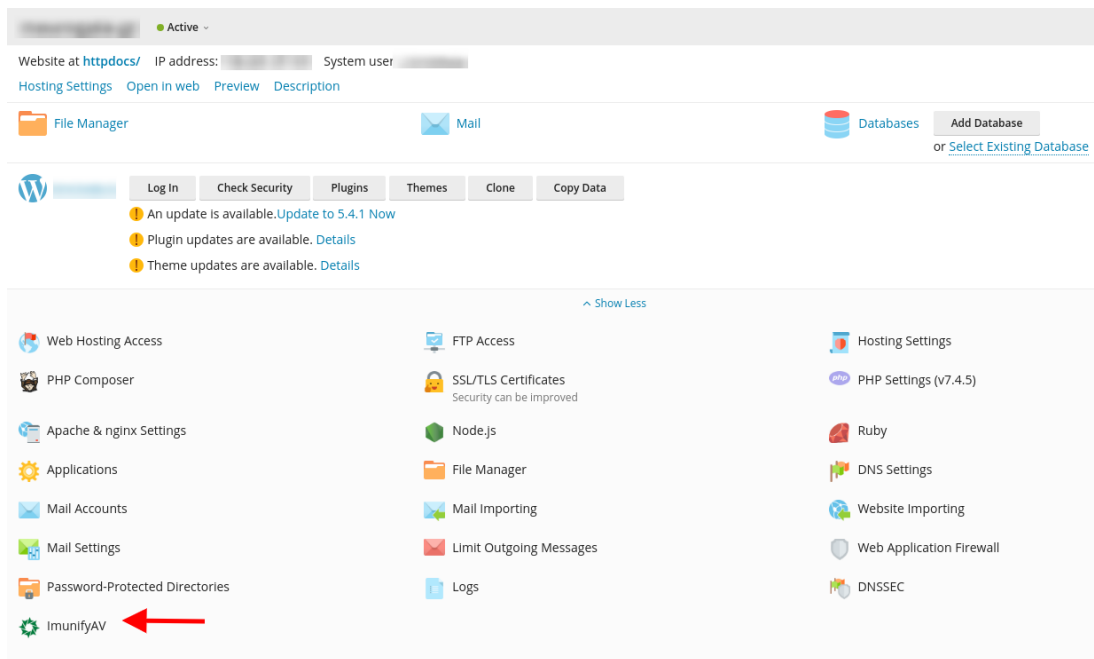 Active
Website at httpdocs/ IP address: System user
Hosting Settings Open in web Preview Description
File Manager Mail Databases Add Database
or Select Existing Database
Log In Check Security Plugins Themes Clone Copy Data
An update is available.Update to 5.4.1 Now
Plugin updates are available. Details
Theme updates are available. Details
Show Less
Web Hosting Access FTP Access Hosting Settings
PHP Composer SSL/TLS Certificates php PHP Settings (v7.4.5)
Security can be improved
Apache & nginx Settings Node.js Ruby
Applications File Manager DNS Settings
Mail Accounts Mail Importing Website Importing
Mail Settings Limit Outgoing Messages Web Application Firewall
Password-Protected Directories Logs DNSSEC
ImunifyAV